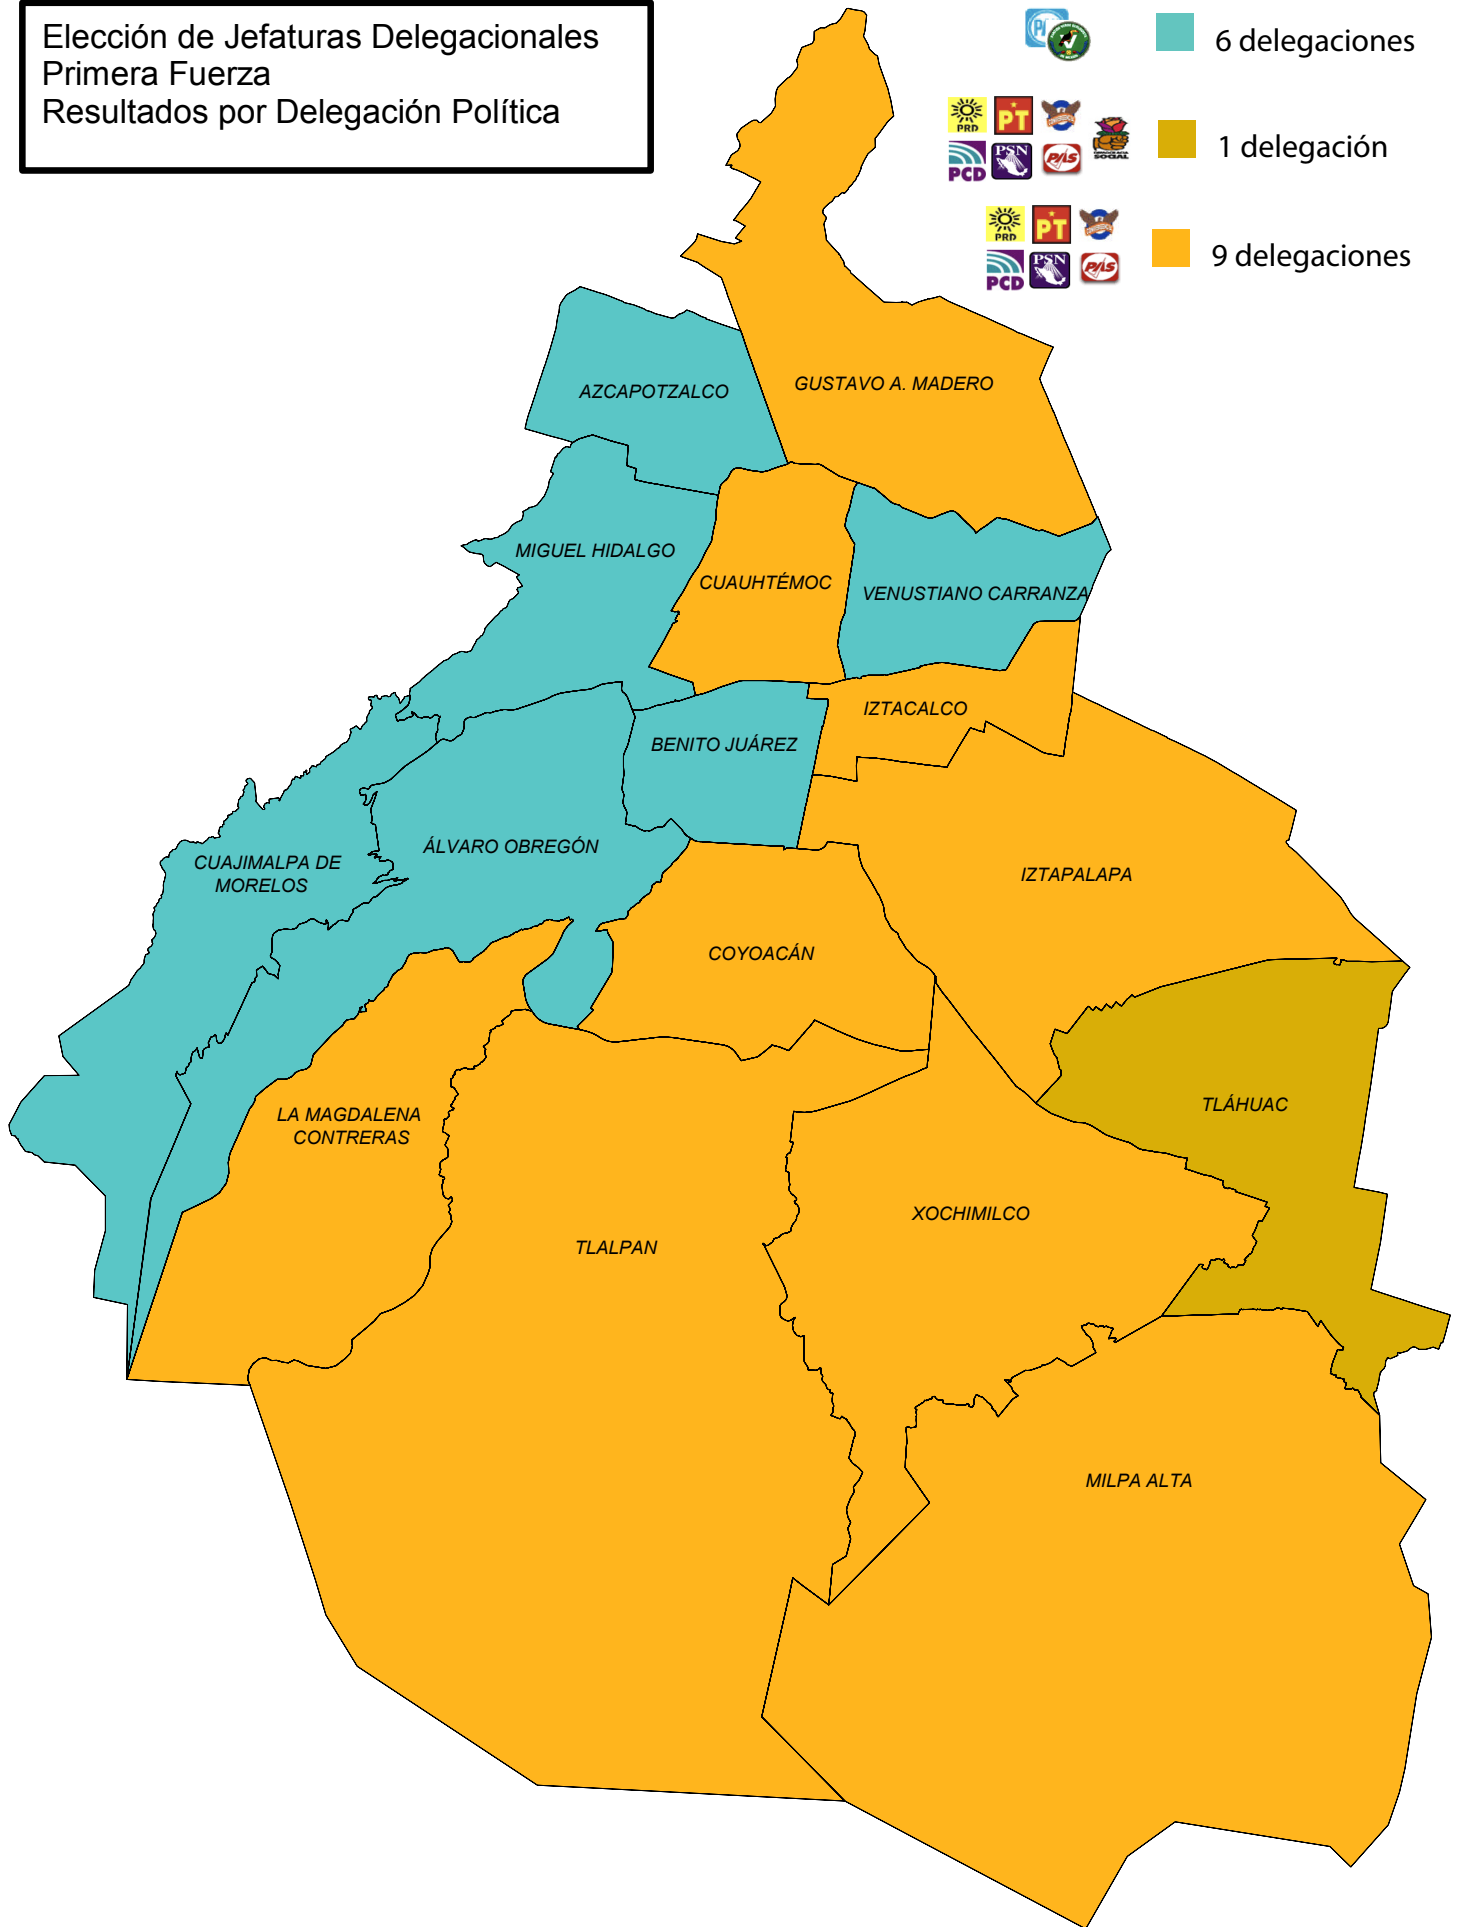 Elección de Jefaturas Delegacionales
Primera Fuerza
Resultados por Delegación Política
6 delegaciones
PRD
PT
PCD
PSN
PAS
SOCIAL
1 delegación
PRD
PT
PCD
PSN
PAS
9 delegaciones
AZCAPOTZALCO
GUSTAVO A. MADERO
MIGUEL HIDALGO
CUAUHTÉMOC
VENUSTIANO CARRANZA
IZTACALCO
BENITO JUÁREZ
ÁLVARO OBREGÓN
CUAJIMALPA DE
MORELOS
IZTAPALAPA
COYOACÁN
TLÁHUAC
LA MAGDALENA
CONTRERAS
XOCHIMILCO
TLALPAN
MILPA ALTA